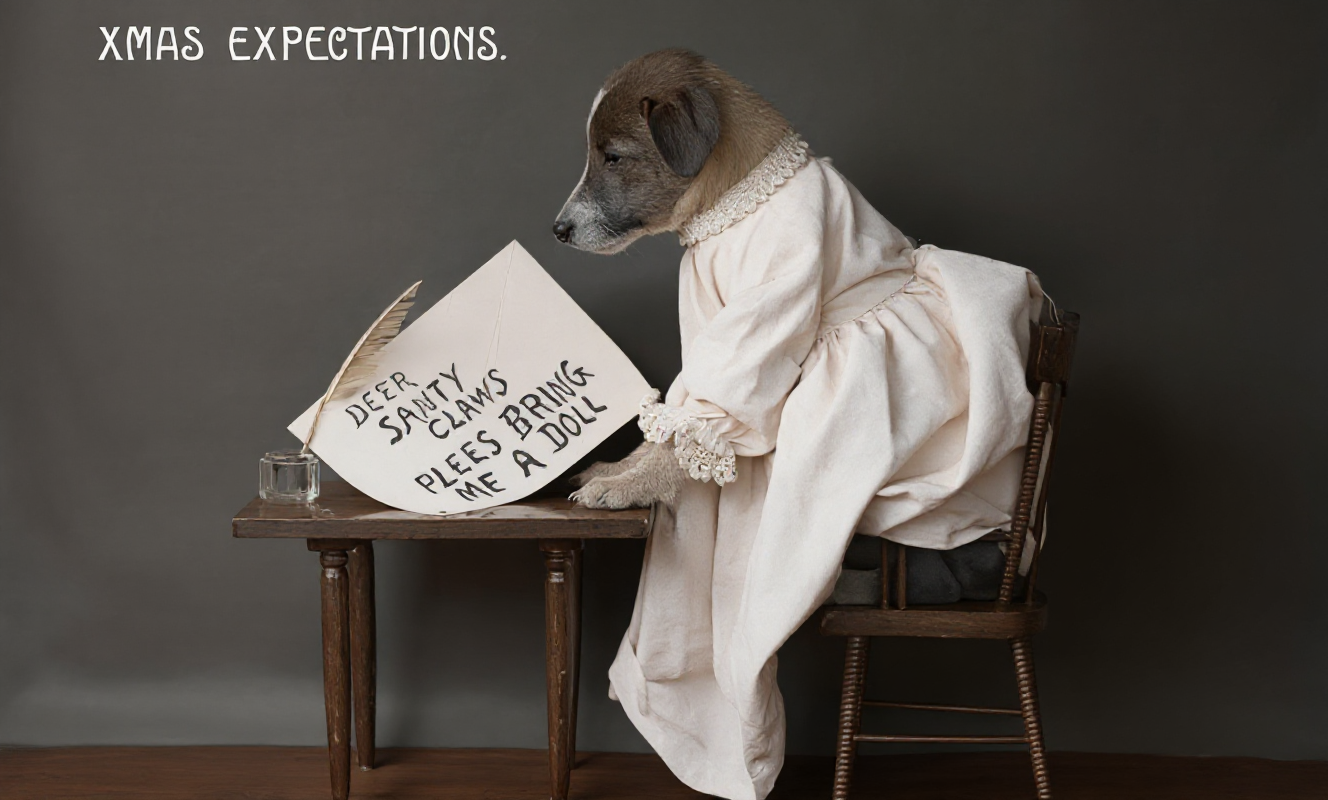 XMAS EXPECTATIONS.
DEER
SANTY
CLAWS
PLEES BRING
ME A DOLL